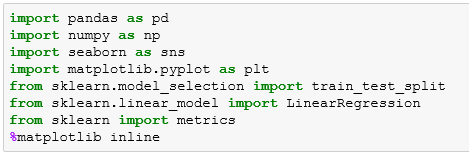 import pandas as pd
import numpy as np
import seaborn as sns
import matplotlib.pyplot as plt
from sklearn.model_selection import train_test_split
from sklearn.linear_model import LinearRegression
from sklearn import metrics
%matplotlib inline